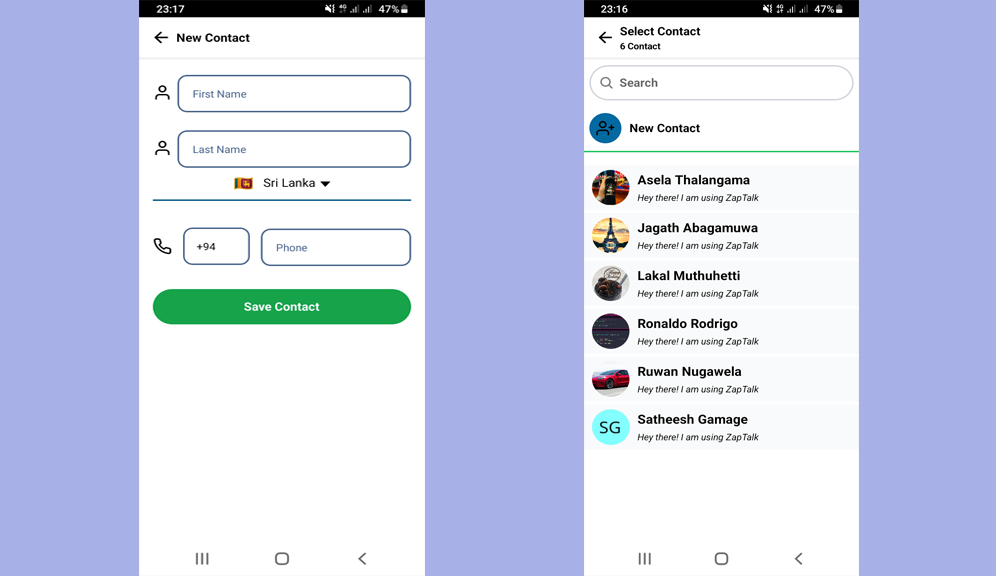 23:17
47%
New Contact
First Name
Last Name
Sri Lanka
+94
Phone
Save Contact
23:16
47%
Select Contact
6 Contact
Search
New Contact
Asela Thalangama
Hey there! I am using ZapTalk
Jagath Abagamuwa
Hey there! I am using ZapTalk
Lakal Muthuhetti
Hey there! I am using ZapTalk
Ronaldo Rodrigo
Hey there! I am using ZapTalk
Ruwan Nugawela
Hey there! I am using ZapTalk
SG
Satheesh Gamage
Hey there! I am using ZapTalk